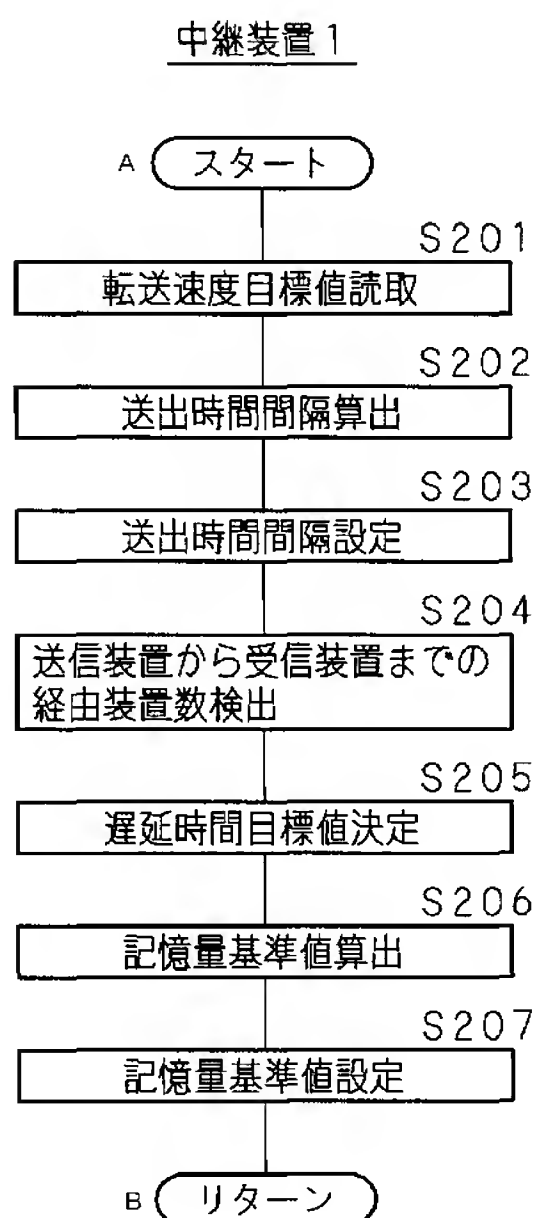 中継装置1
A スタート
S201
転送速度目標値読取
S202
送出時間間隔算出
S203
送出時間間隔設定
S204
送信装置から受信装置までの
経由装置数検出
S205
遅延時間目標値決定
S206
記憶量基準値算出
S207
記憶量基準値設定
B リターン